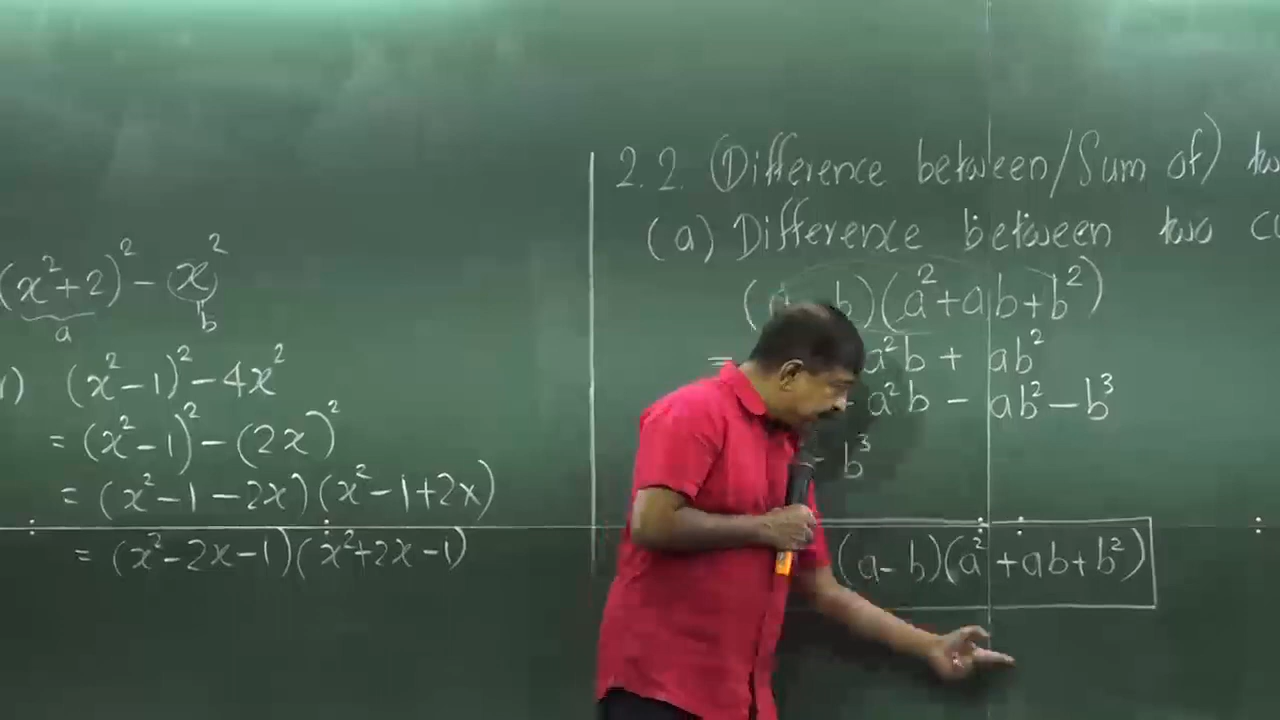 (x²+2)² - (x)²
a b
(x²-1)² - 4x²
= (x²-1)² - (2x)²
= (x²-1-2x)(x²-1+2x)
= (x²-2x-1)(x²+2x-1)
2.2. (Difference between/Sum of)
(a) Difference between two
b)(a²+ab+b²)
= a²b + ab²
- a²b - ab² - b³
- b³
(a-b)(a²+ab+b²)